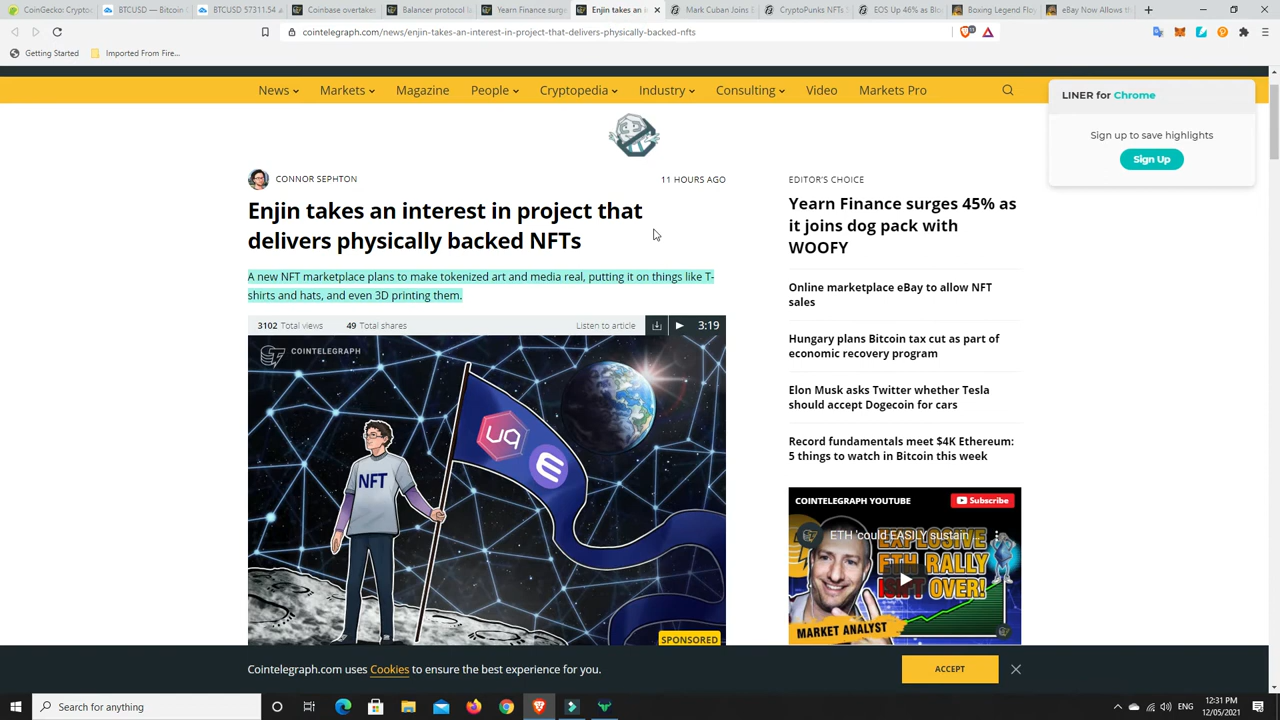 CoinGecko: Cryptoc
BTCUSD — Bitcoin
BTCUSD 57311.54
Coinbase overtakes
Balancer protocol l
Yearn Finance surge
Enjin takes an in
Mark Cuban Joins E
CryptoPunks NFTs S
EOS Up 46% as Blo
Boxing Legend Floy
eBay Now Allows th
cointelegraph.com/news/enjin-takes-an-interest-in-project-that-delivers-physically-backed-nfts
Getting Started
Imported From Fire...
News
Markets
Magazine
People
Cryptopedia
Industry
Consulting
Video
Markets Pro
LINER for Chrome
Sign up to save highlights
Sign Up
CONNOR SEPHTON
11 HOURS AGO
Enjin takes an interest in project that
delivers physically backed NFTs
A new NFT marketplace plans to make tokenized art and media real, putting it on things like T-
shirts and hats, and even 3D printing them.
3102 Total views
49 Total shares
Listen to article
3:19
COINTELEGRAPH
NFT
SPONSORED
EDITOR'S CHOICE
Yearn Finance surges 45% as
it joins dog pack with
WOOFY
Online marketplace eBay to allow NFT
sales
Hungary plans Bitcoin tax cut as part of
economic recovery program
Elon Musk asks Twitter whether Tesla
should accept Dogecoin for cars
Record fundamentals meet $4K Ethereum:
5 things to watch in Bitcoin this week
COINTELEGRAPH YOUTUBE
Subscribe
ETH 'could EASILY sustain
EXPLOSIVE
ETH RALLY
ISN'T OVER!
MARKET ANALYST
Cointelegraph.com uses Cookies to ensure the best experience for you.
ACCEPT
Search for anything
ENG
12:31 PM
12/05/2021